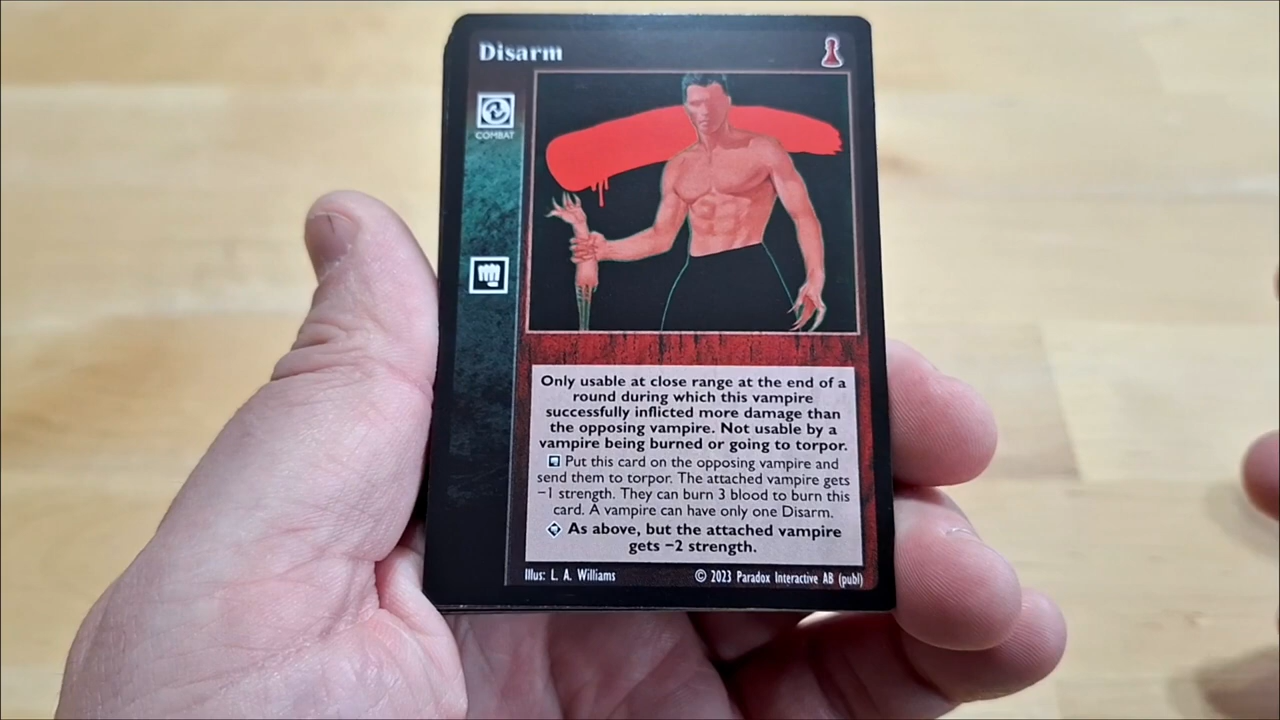 Disarm
COMBAT
Only usable at close range at the end of a
round during which this vampire
successfully inflicted more damage than
the opposing vampire. Not usable by a
vampire being burned or going to torpor.
Put this card on the opposing vampire and
send them to torpor. The attached vampire gets
−1 strength. They can burn 3 blood to burn this
card. A vampire can have only one Disarm.
As above, but the attached vampire
gets −2 strength.
Illus: L. A. Williams © 2023 Paradox Interactive AB (publ)